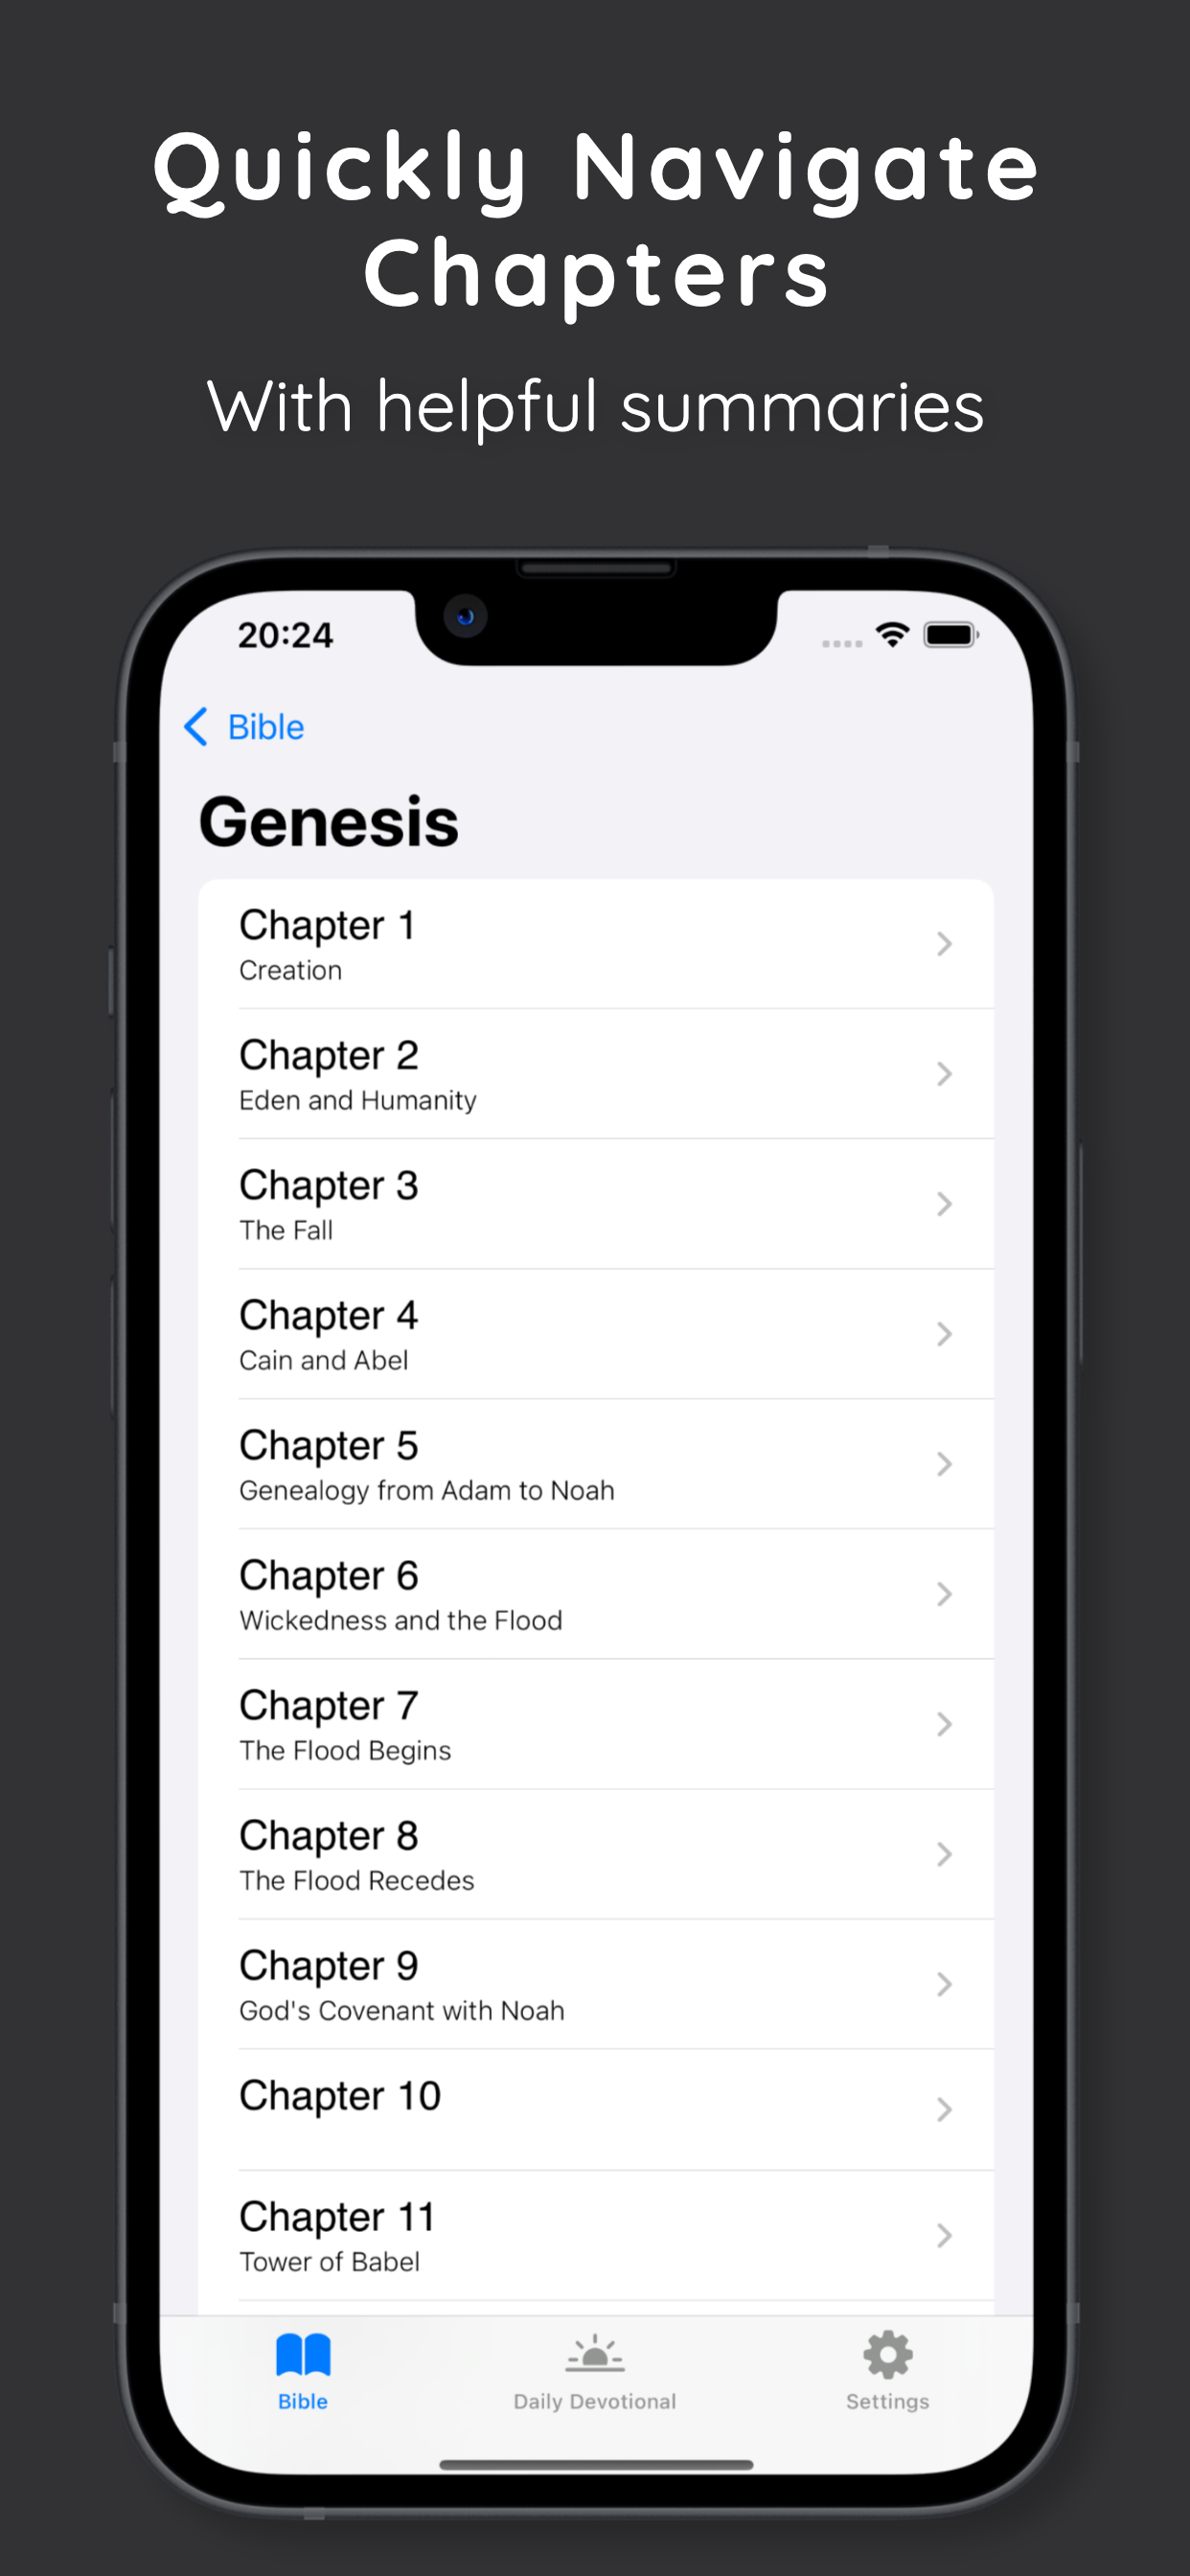 Quickly Navigate
Chapters
With helpful summaries
20:24
Bible
Genesis
Chapter 1
Creation
Chapter 2
Eden and Humanity
Chapter 3
The Fall
Chapter 4
Cain and Abel
Chapter 5
Genealogy from Adam to Noah
Chapter 6
Wickedness and the Flood
Chapter 7
The Flood Begins
Chapter 8
The Flood Recedes
Chapter 9
God's Covenant with Noah
Chapter 10
Chapter 11
Tower of Babel
Bible
Daily Devotional
Settings